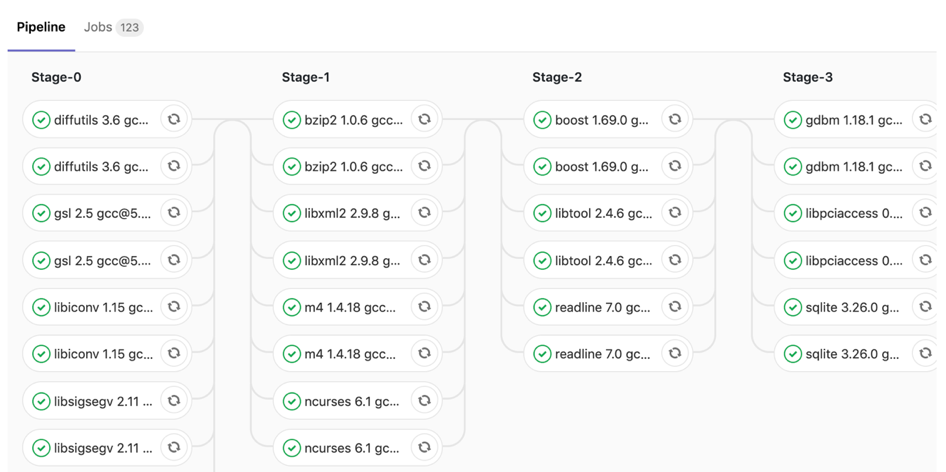 Pipeline Jobs 123
Stage-0
diffutils 3.6 gc...
diffutils 3.6 gc...
gsl 2.5 gcc@5....
gsl 2.5 gcc@5....
libiconv 1.15 gc...
libiconv 1.15 gc...
libsigsegv 2.11 ...
libsigsegv 2.11 ...
Stage-1
bzip2 1.0.6 gcc...
bzip2 1.0.6 gcc...
libxml2 2.9.8 g...
libxml2 2.9.8 g...
m4 1.4.18 gcc...
m4 1.4.18 gcc...
ncurses 6.1 gc...
ncurses 6.1 gc...
Stage-2
boost 1.69.0 g...
boost 1.69.0 g...
libtool 2.4.6 gc...
libtool 2.4.6 gc...
readline 7.0 gc...
readline 7.0 gc...
Stage-3
gdbm 1.18.1 gc...
gdbm 1.18.1 gc...
libpciaccess 0....
libpciaccess 0....
sqlite 3.26.0 g...
sqlite 3.26.0 g...